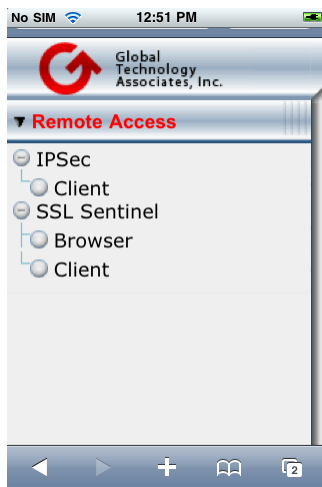 No SIM 12:51 PM
Global
Technology
Associates, Inc.
Remote Access
IPSec
Client
SSL Sentinel
Browser
Client
2